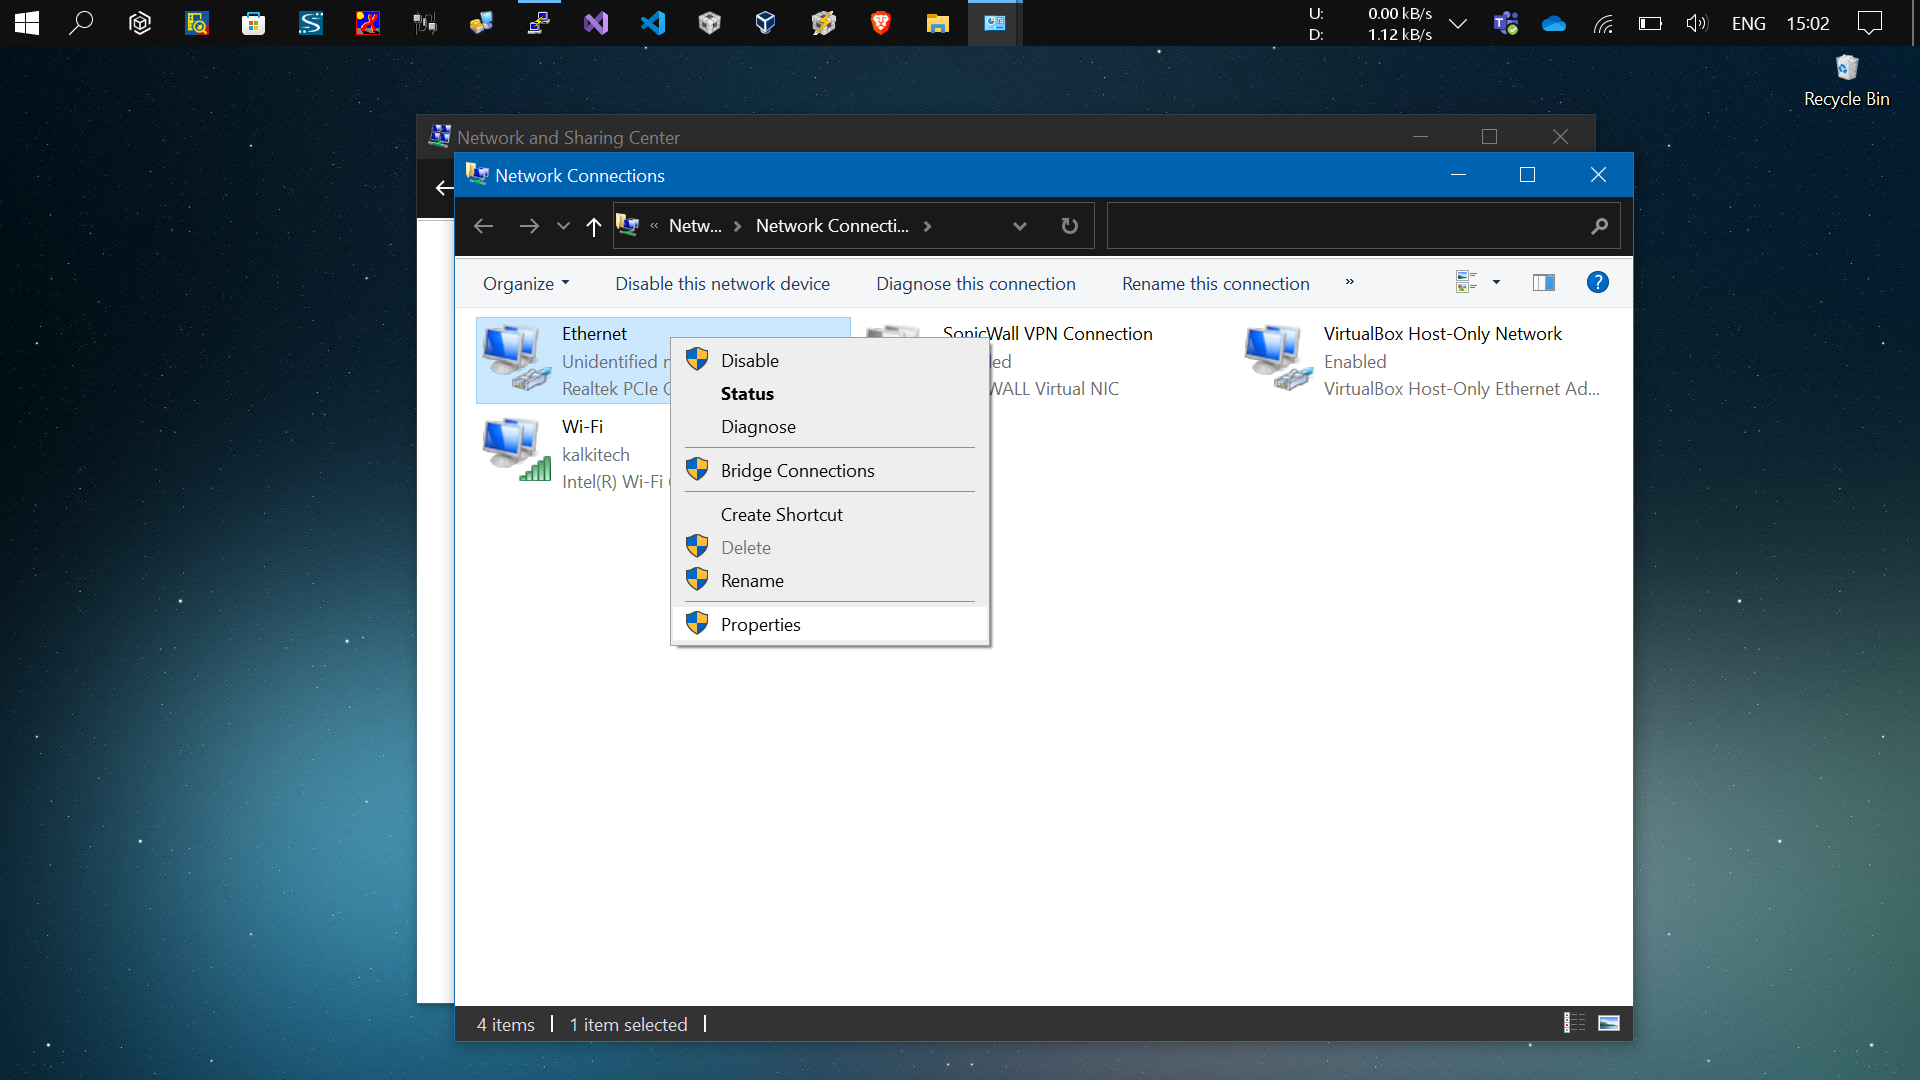 U: 0.00 kB/s
D: 1.12 kB/s
ENG
15:02
Recycle Bin
Network and Sharing Center
Network Connections
« Netw... Network Connecti...
Organize Disable this network device Diagnose this connection Rename this connection »
Ethernet
Unidentified
Realtek PCIe
SonicWall VPN Connection
WALL Virtual NIC
VirtualBox Host-Only Network
Enabled
VirtualBox Host-Only Ethernet Ad...
Wi-Fi
kalkitech
Intel(R) Wi-Fi
Disable
Status
Diagnose
Bridge Connections
Create Shortcut
Delete
Rename
Properties
4 items 1 item selected